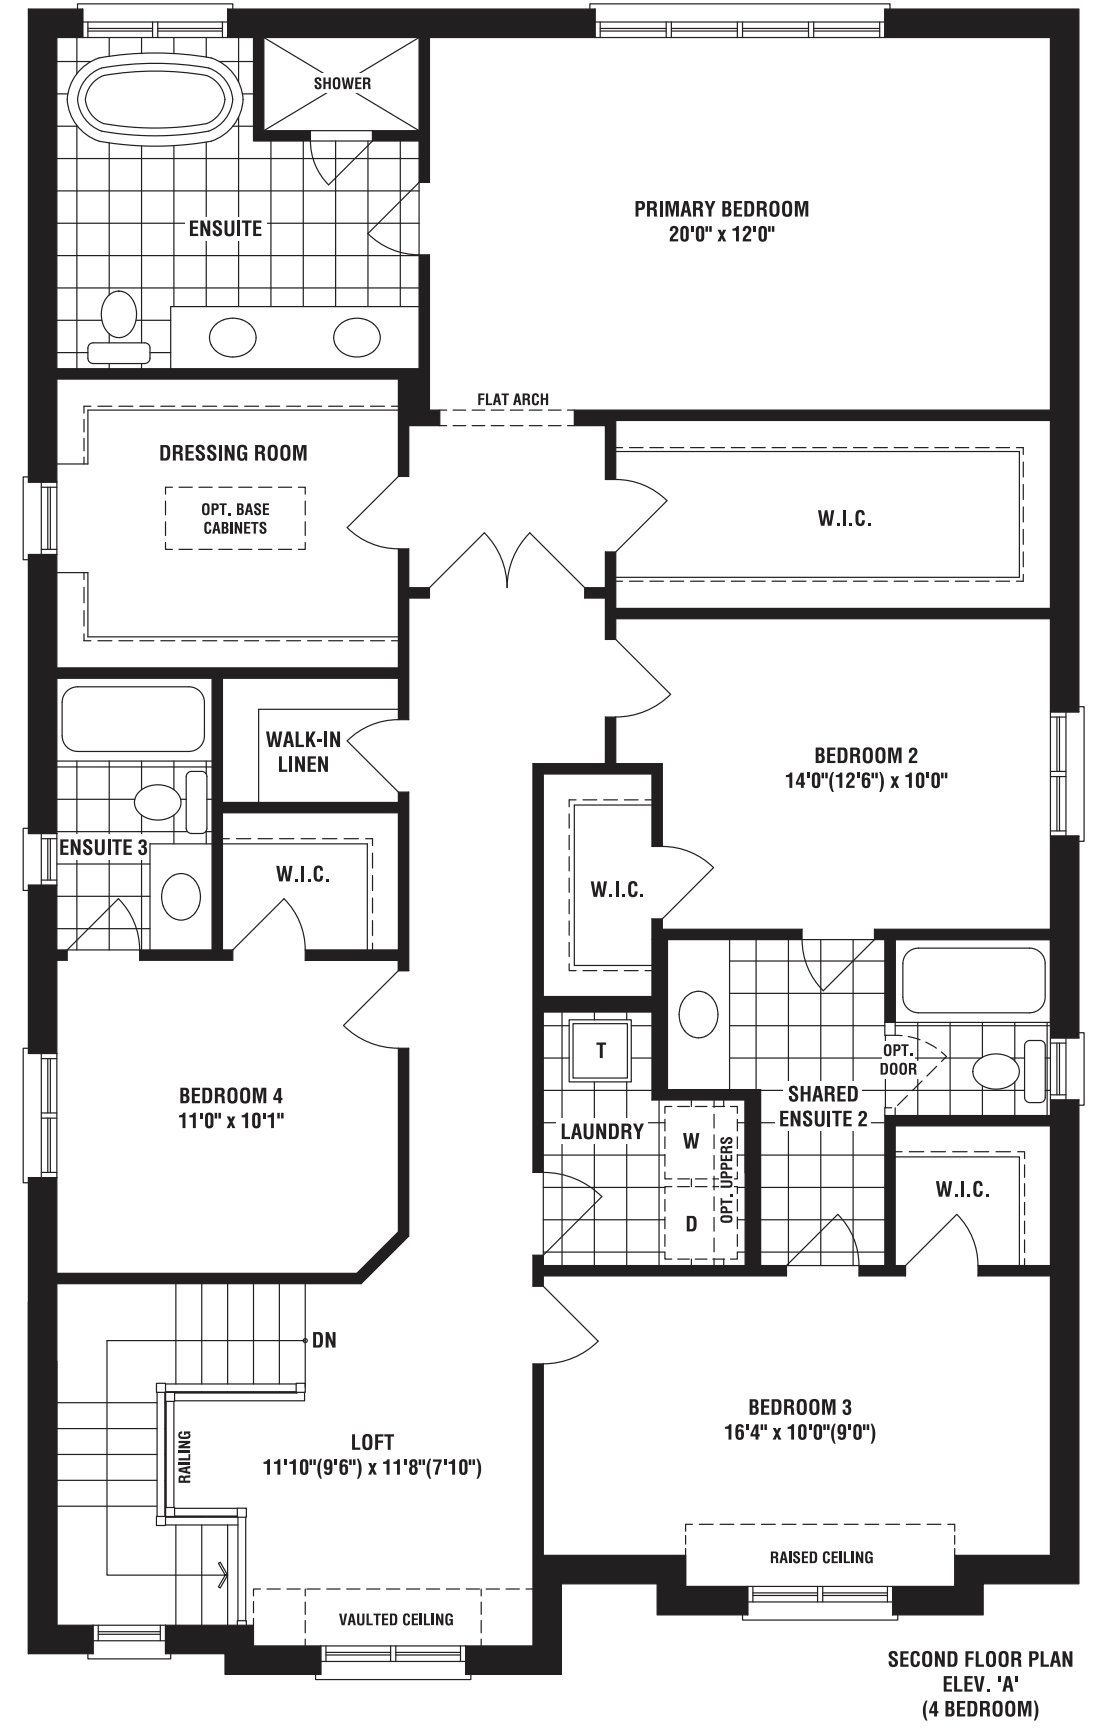 SHOWER
ENSUITE
PRIMARY BEDROOM
20'0" x 12'0"
FLAT ARCH
DRESSING ROOM
OPT. BASE
CABINETS
W.I.C.
WALK-IN
LINEN
BEDROOM 2
14'0"(12'6") x 10'0"
ENSUITE 3
W.I.C.
W.I.C.
T
OPT.
DOOR
BEDROOM 4
11'0" x 10'1"
SHARED
ENSUITE 2
LAUNDRY
W
D
OPT. UPPERS
W.I.C.
DN
BEDROOM 3
16'4" x 10'0"(9'0")
RAILING
LOFT
11'10"(9'6") x 11'8"(7'10")
RAISED CEILING
VAULTED CEILING
SECOND FLOOR PLAN
ELEV. 'A'
(4 BEDROOM)